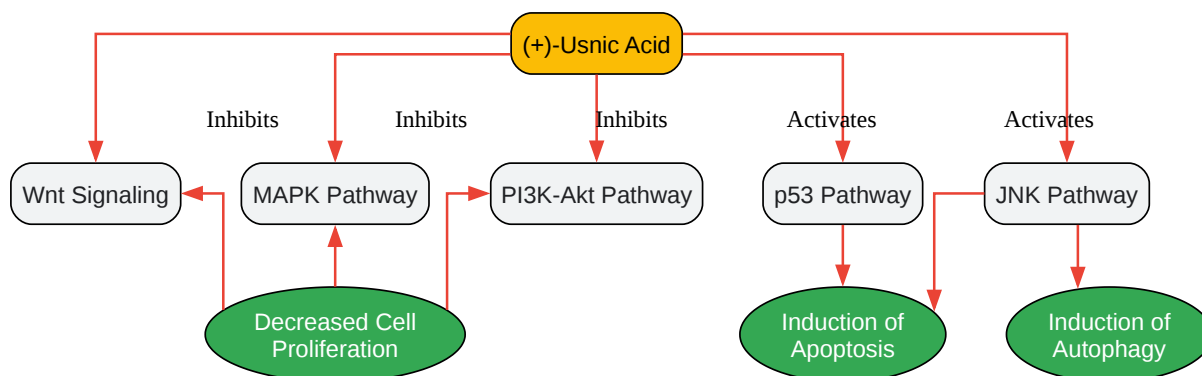 (+)-Usnic Acid
Inhibits
Inhibits
Inhibits
Activates
Activates
Wnt Signaling
MAPK Pathway
PI3K-Akt Pathway
p53 Pathway
JNK Pathway
Decreased Cell
Proliferation
Induction of
Apoptosis
Induction of
Autophagy